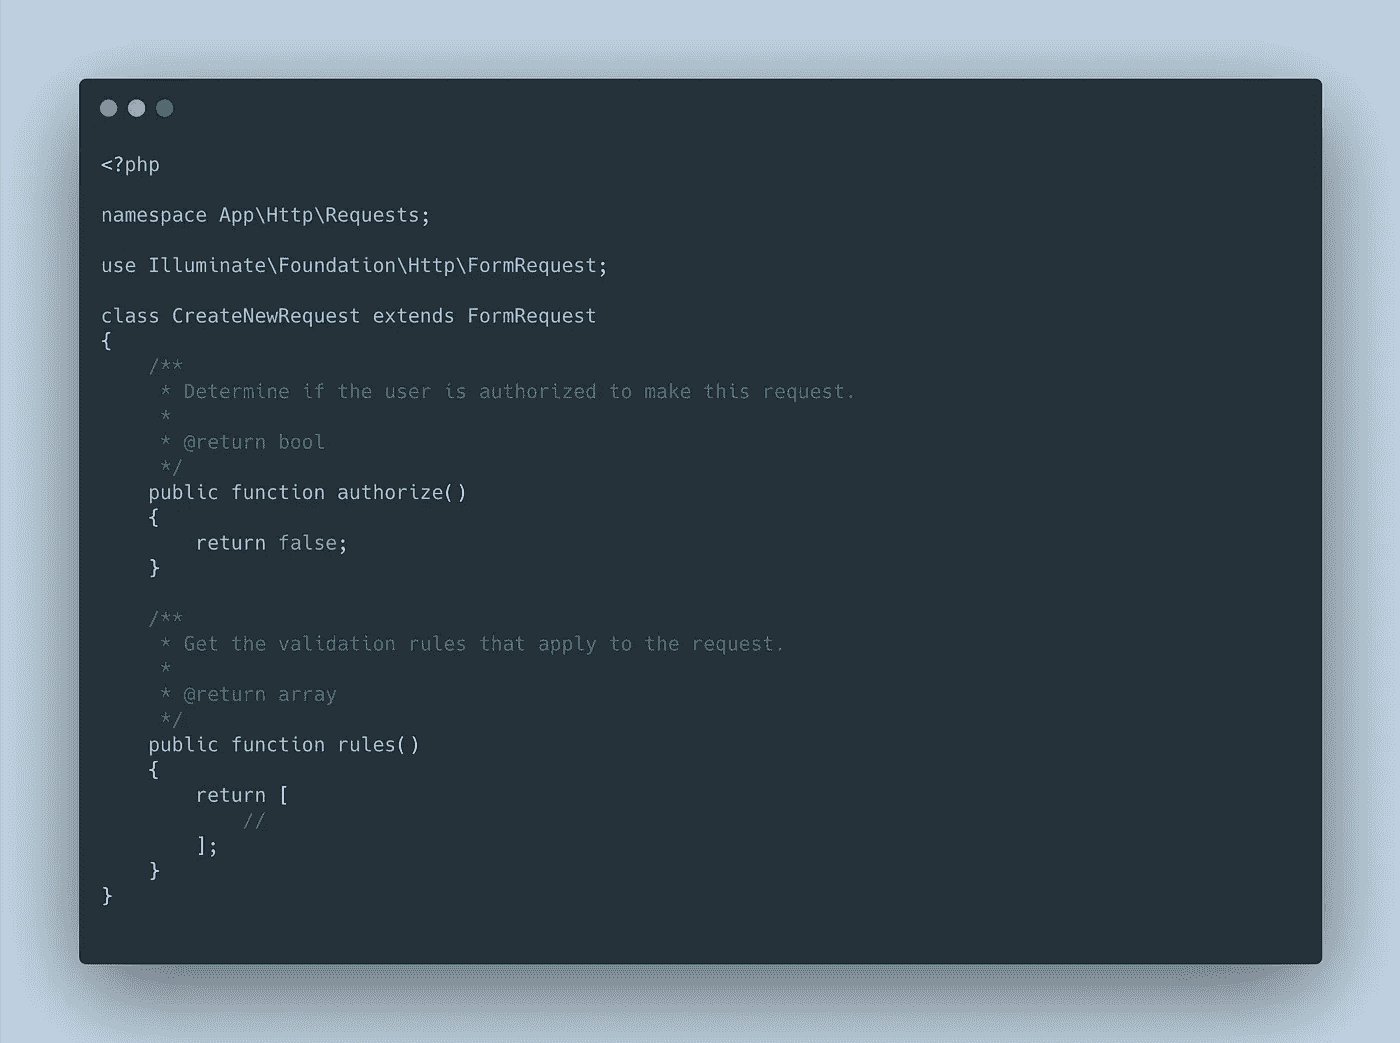 <?php
namespace App\Http\Requests;
use Illuminate\Foundation\Http\FormRequest;
class CreateNewRequest extends FormRequest
{
    /**
     * Determine if the user is authorized to make this request.
     *
     * @return bool
     */
    public function authorize()
    {
        return false;
    }
    /**
     * Get the validation rules that apply to the request.
     *
     * @return array
     */
    public function rules()
    {
        return [
            //
        ];
    }
}